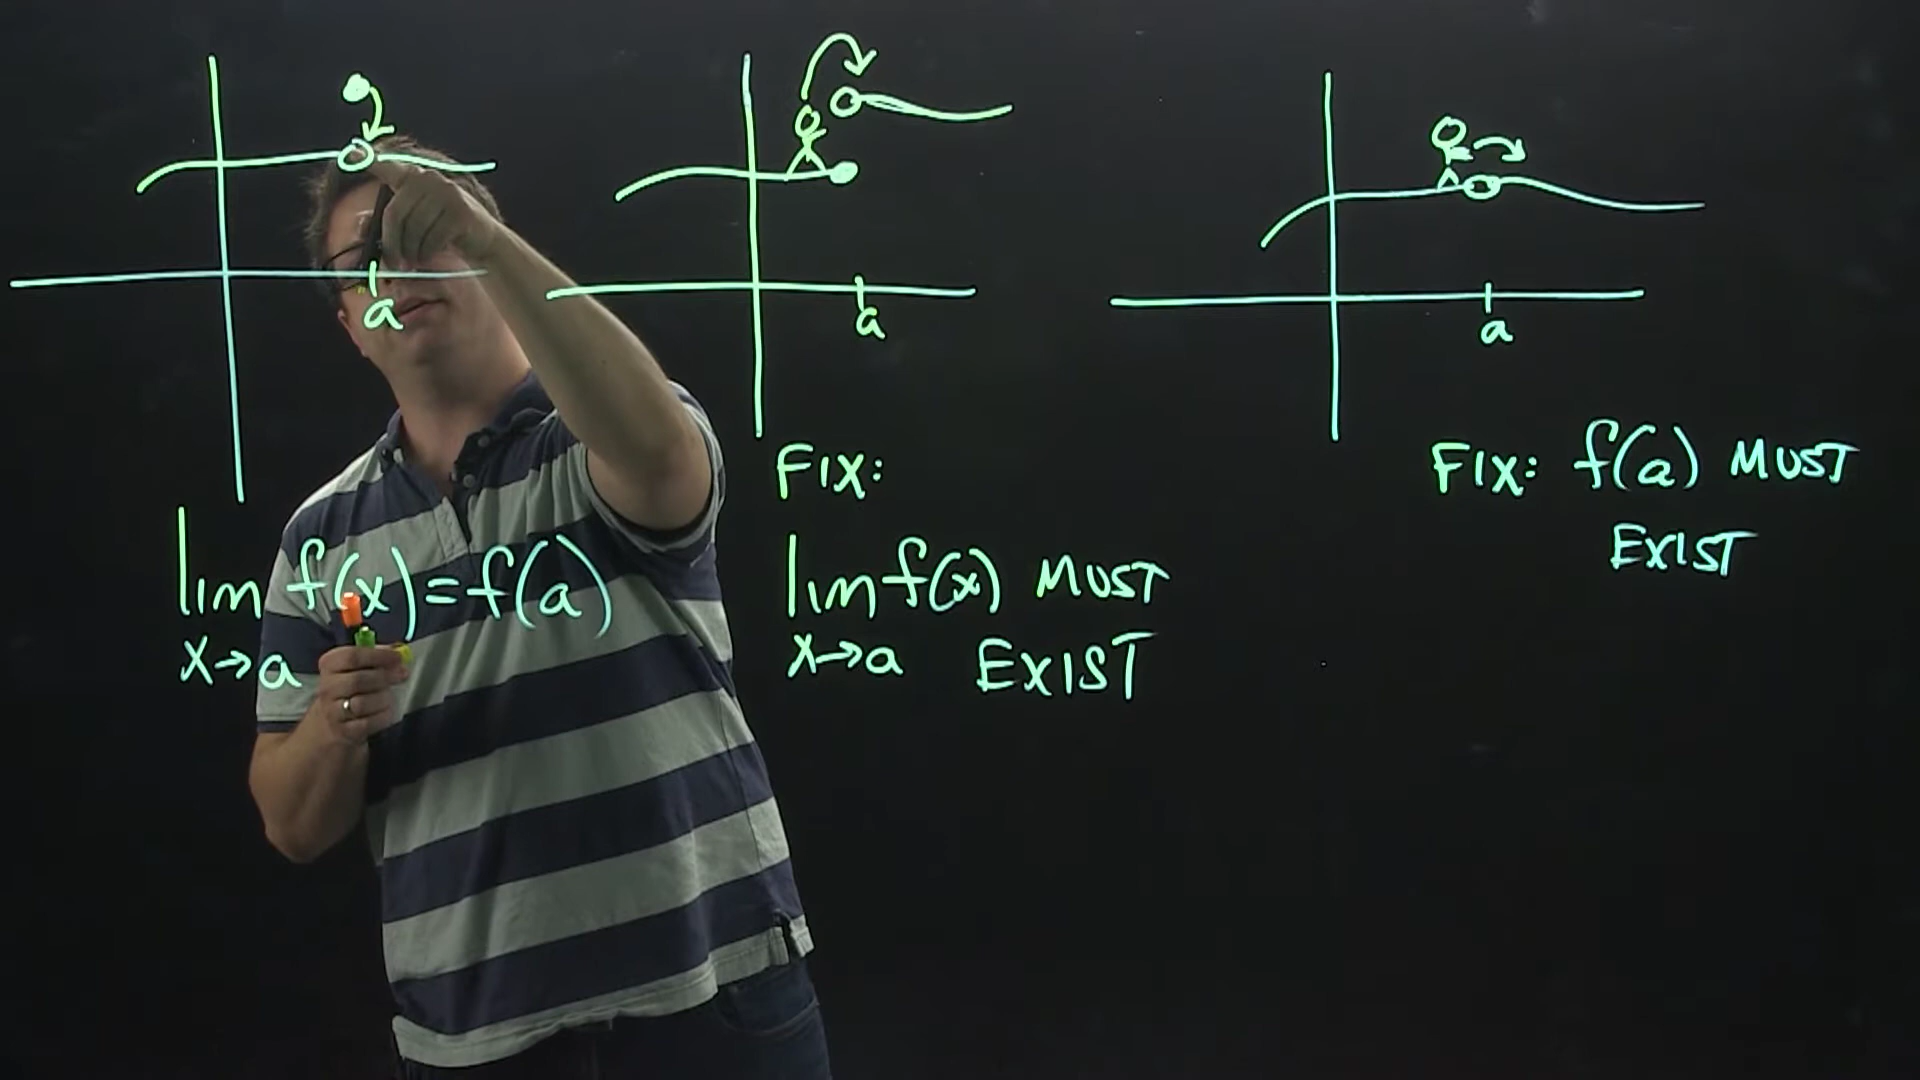 a
lim f(x)=f(a)
x→a
a
FIX:
lim f(x) MUST
x→a EXIST
a
FIX: f(a) MUST
EXIST